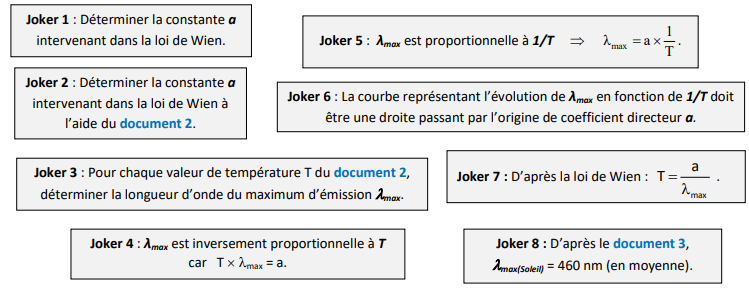 Joker 1 : Déterminer la constante a
intervenant dans la loi de Wien.
Joker 2 : Déterminer la constante a
intervenant dans la loi de Wien à
l'aide du document 2.
Joker 3 : Pour chaque valeur de température T du document 2,
déterminer la longueur d'onde du maximum d'émission λmax.
Joker 4 : λmax est inversement proportionnelle à T
car T × λmax = a.
Joker 5 : λmax est proportionnelle à 1/T ⇒ λmax = a × 1/T .
Joker 6 : La courbe représentant l'évolution de λmax en fonction de 1/T doit
être une droite passant par l'origine de coefficient directeur a.
Joker 7 : D'après la loi de Wien : T = a/λmax .
Joker 8 : D'après le document 3,
λmax(Soleil) = 460 nm (en moyenne).